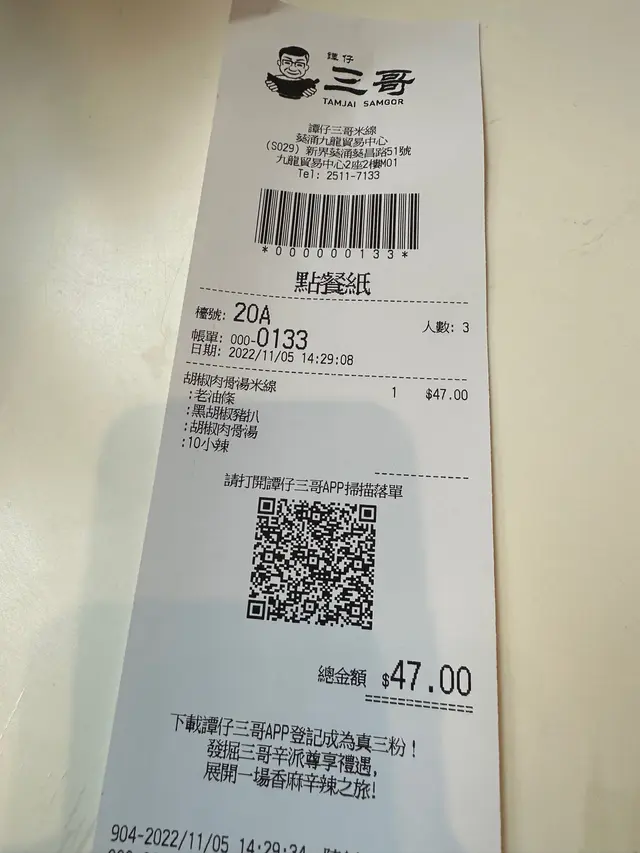 譚仔
三哥
TAMJAI SAMGOR
譚仔三哥米線
葵涌九龍貿易中心
(S029) 新界葵涌葵昌路51號
九龍貿易中心2座2樓M01
Tel: 2511-7133
*000000133*
點餐紙
檯號: 20A
人數: 3
帳單: 000-0133
日期: 2022/11/05 14:29:08
胡椒肉骨湯米線 1 $47.00
:老油條
:黑胡椒豬扒
:胡椒肉骨湯
:10小辣
請打開譚仔三哥APP掃描落單
總金額 $47.00
下載譚仔三哥APP登記成為真三粉！
發掘三哥辛派尊享禮遇,
展開一場香麻辛辣之旅!
904-2022/11/05 14:29:34